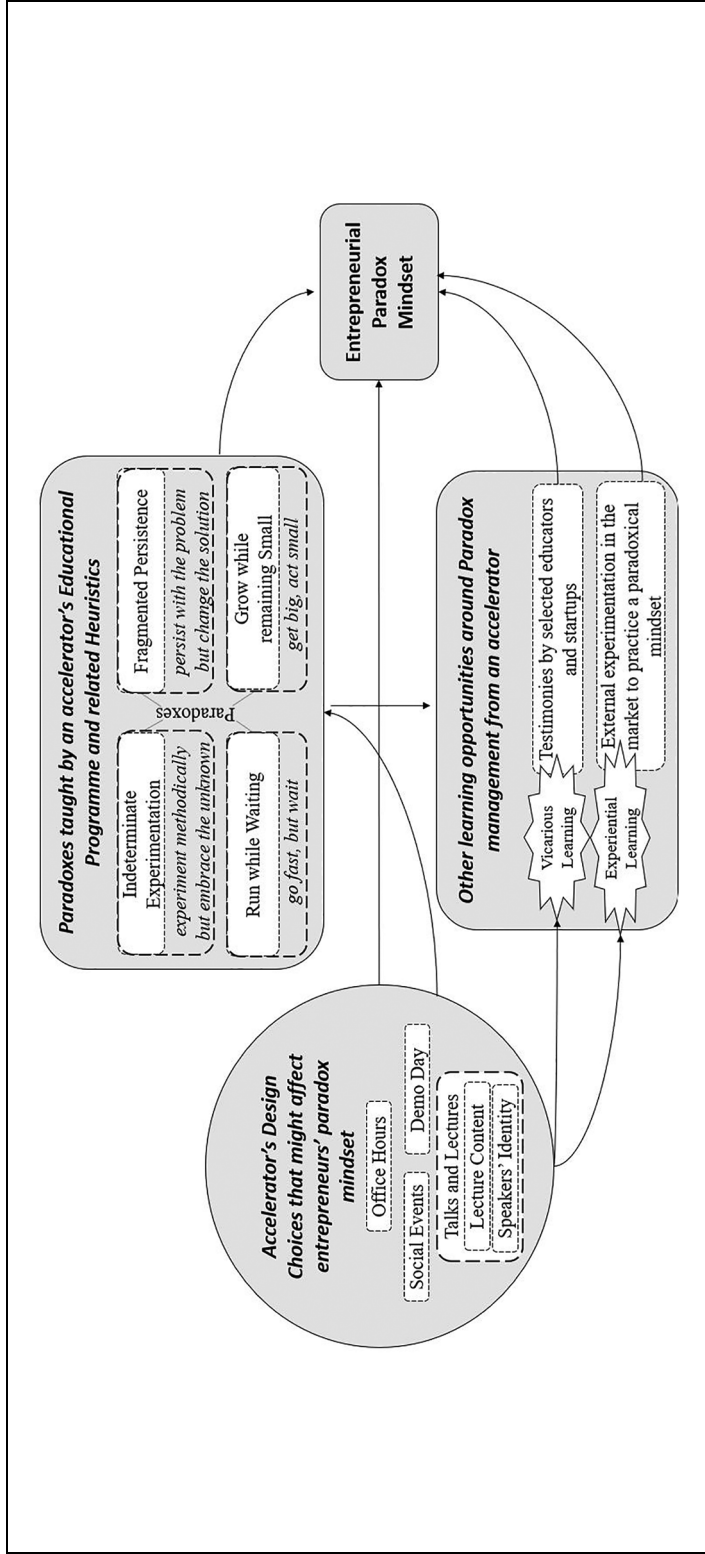 Accelerator's Design
Choices that might affect
entrepreneurs' paradox
mindset
Office Hours
Social Events
Demo Day
Talks and Lectures
Lecture Content
Speakers' Identity
Paradoxes taught by an accelerator's Educational
Programme and related Heuristics
Indeterminate
Experimentation
experiment methodically
but embrace the unknown
Fragmented Persistence
persist with the problem
but change the solution
Paradoxes
Run while Waiting
go fast, but wait
Grow while
remaining Small
get big, act small
Other learning opportunities around Paradox
management from an accelerator
Vicarious
Learning
Testimonies by selected educators
and startups
Experiential
Learning
External experimentation in the
market to practice a paradoxical
mindset
Entrepreneurial
Paradox
Mindset